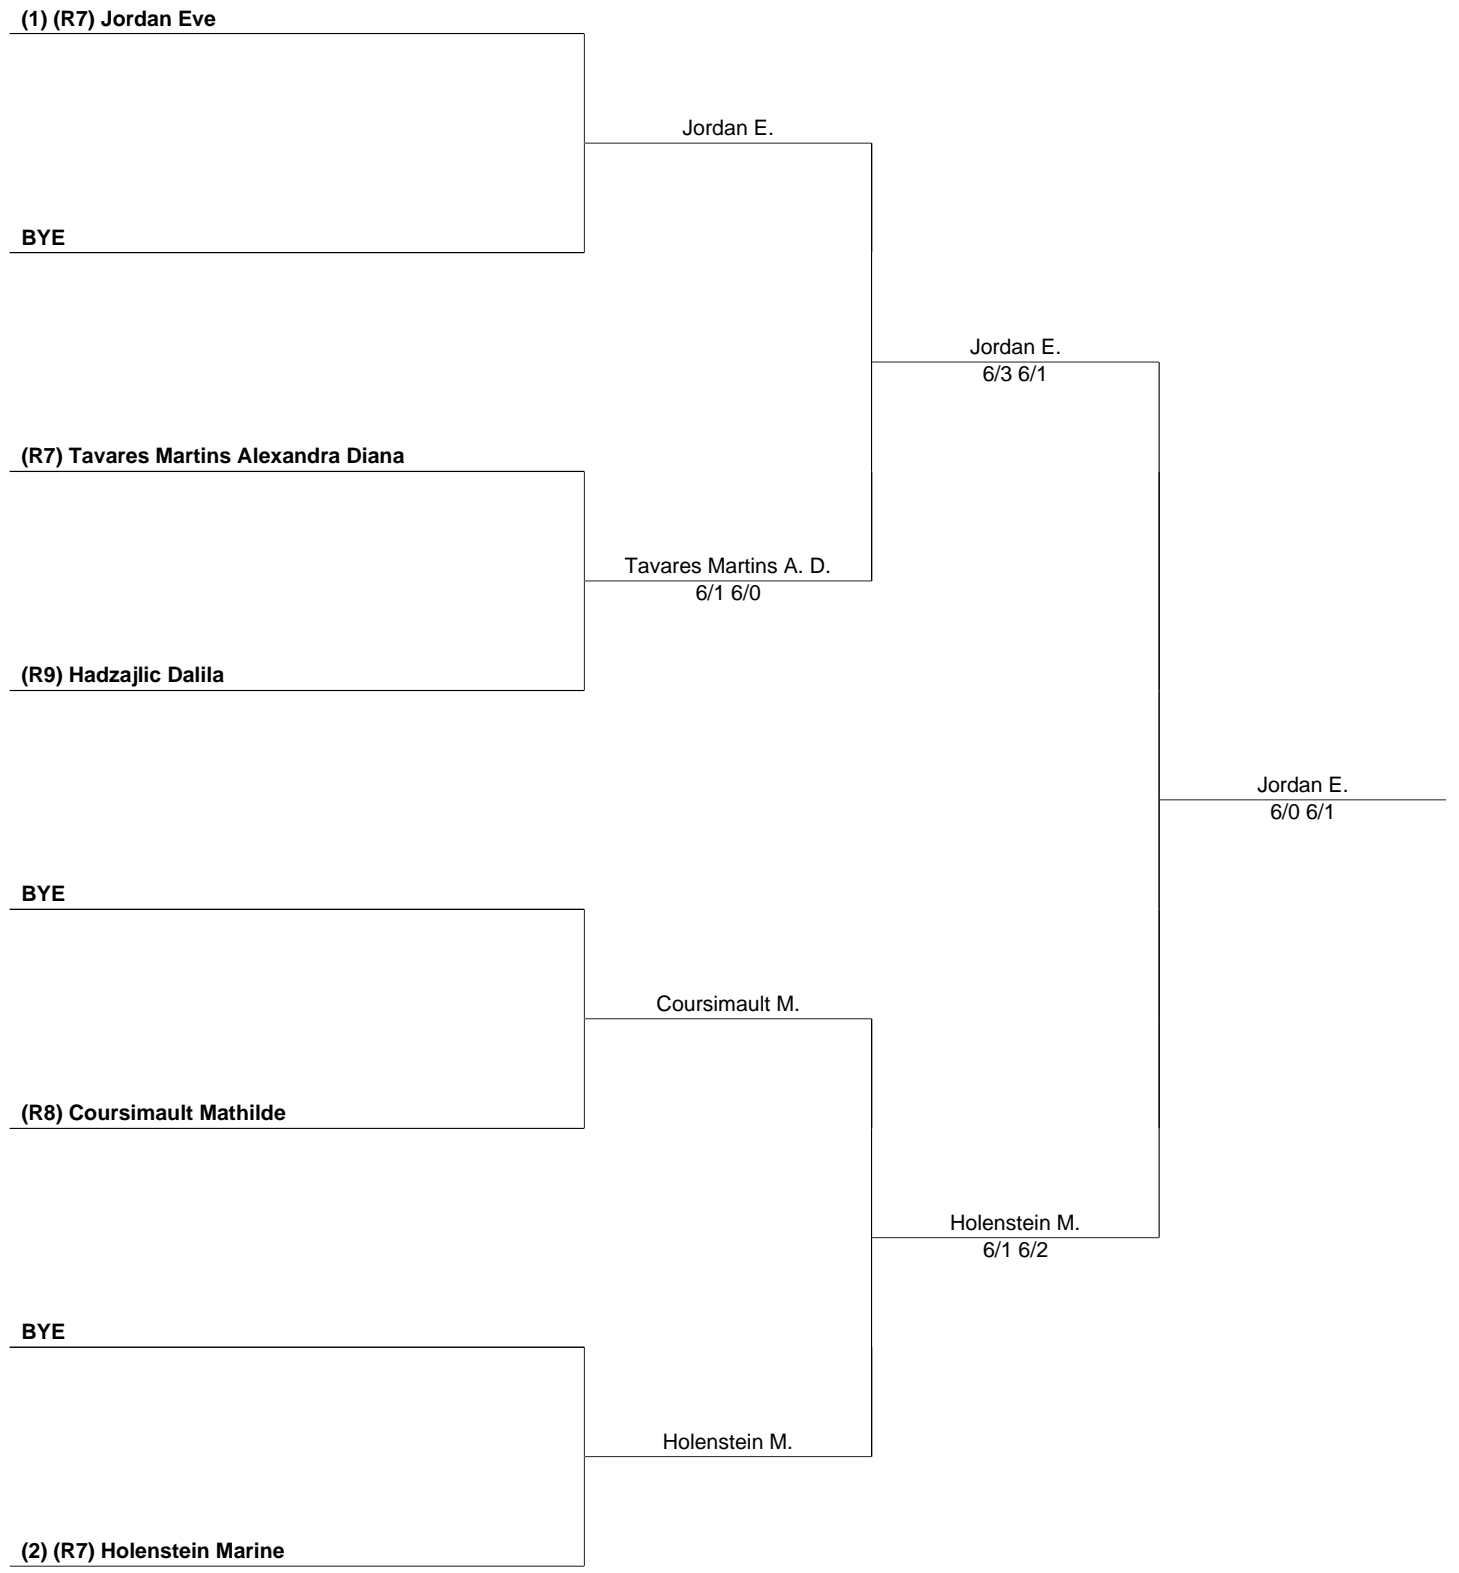 (1) (R7) Jordan Eve
Jordan E.
BYE
Jordan E.
6/3 6/1
(R7) Tavares Martins Alexandra Diana
Tavares Martins A. D.
6/1 6/0
(R9) Hadzajlic Dalila
Jordan E.
6/0 6/1
BYE
Coursimault M.
(R8) Coursimault Mathilde
Holenstein M.
6/1 6/2
BYE
Holenstein M.
(2) (R7) Holenstein Marine